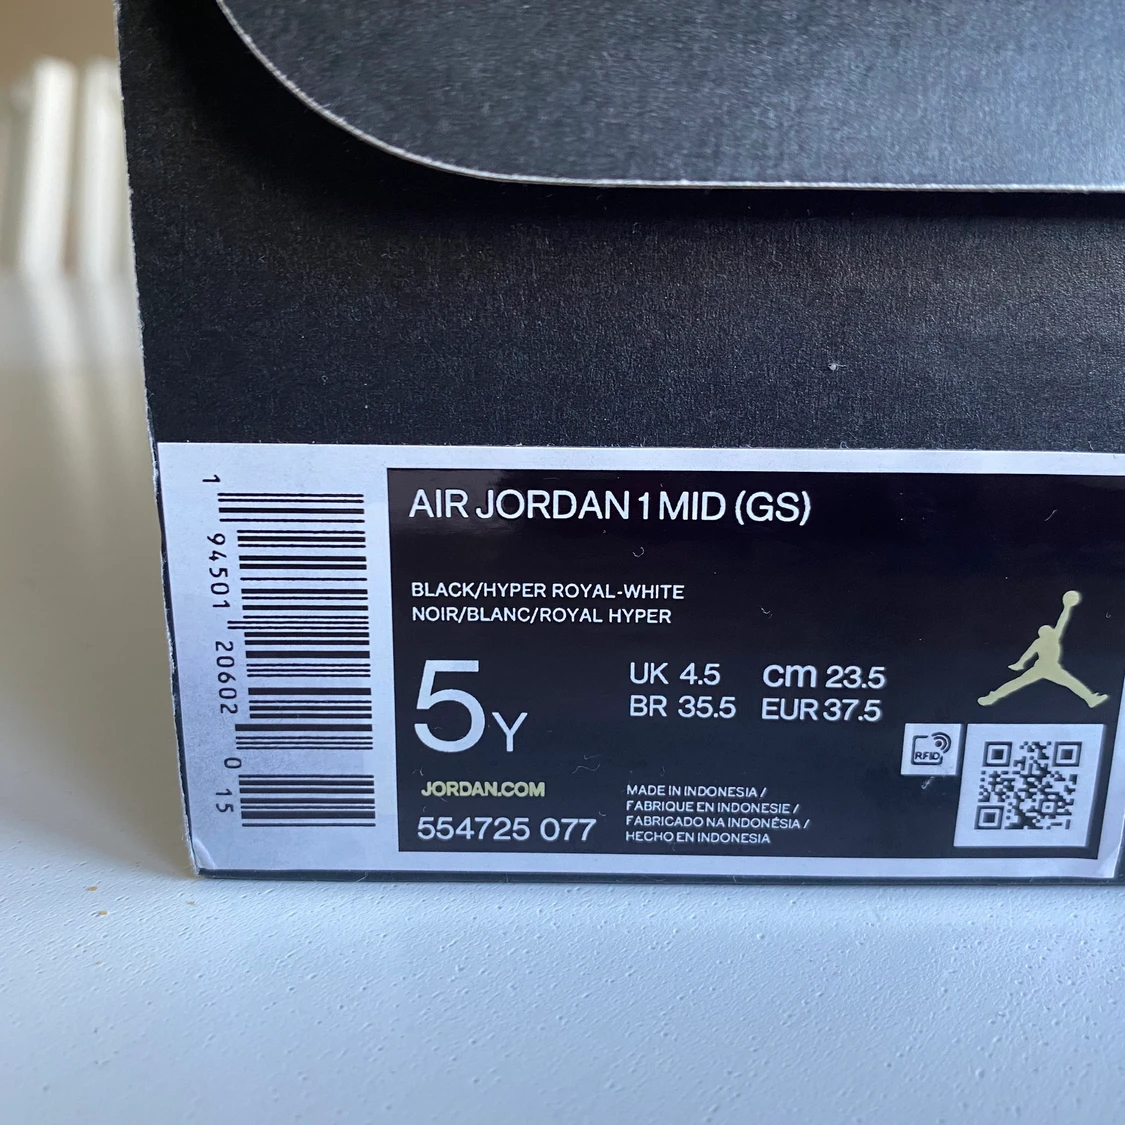 AIR JORDAN 1 MID (GS)
BLACK/HYPER ROYAL-WHITE
NOIR/BLANC/ROYAL HYPER
5Y
UK 4.5 cm 23.5
BR 35.5 EUR 37.5
JORDAN.COM
554725 077
MADE IN INDONESIA /
FABRIQUE EN INDONESIE /
FABRICADO NA INDONÉSIA /
HECHO EN INDONESIA
RFID
1 94501 20602 0 15